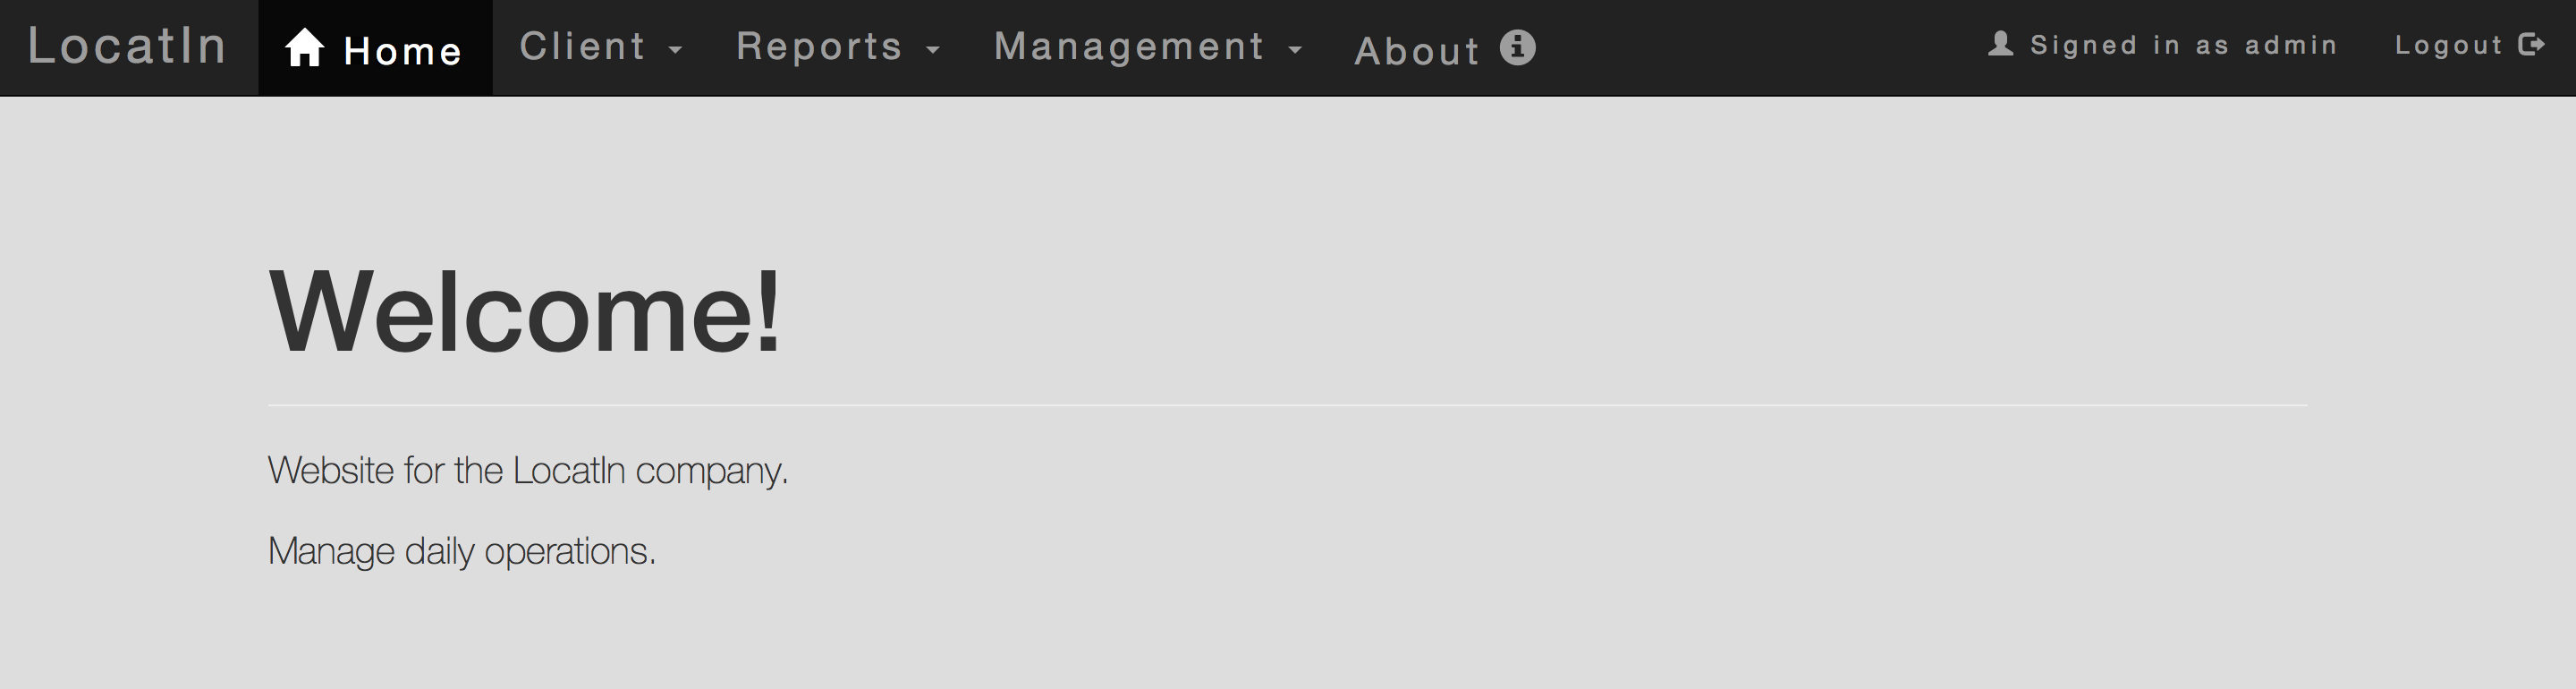 LocatIn Home Client Reports Management About Signed in as admin Logout
Welcome!
Website for the LocatIn company.
Manage daily operations.